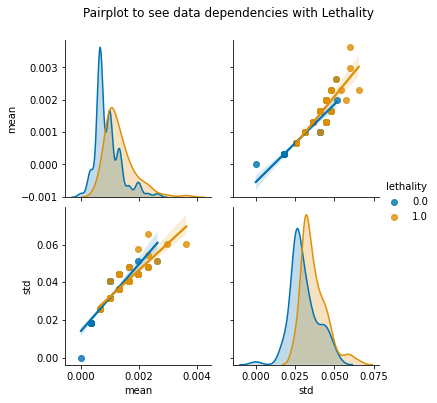 Pairplot to see data dependencies with Lethality
mean
0.003
0.002
0.001
0.000
−0.001
lethality
0.0
1.0
std
0.06
0.04
0.02
0.00
0.000 0.002 0.004
mean
0.000 0.025 0.050 0.075
std